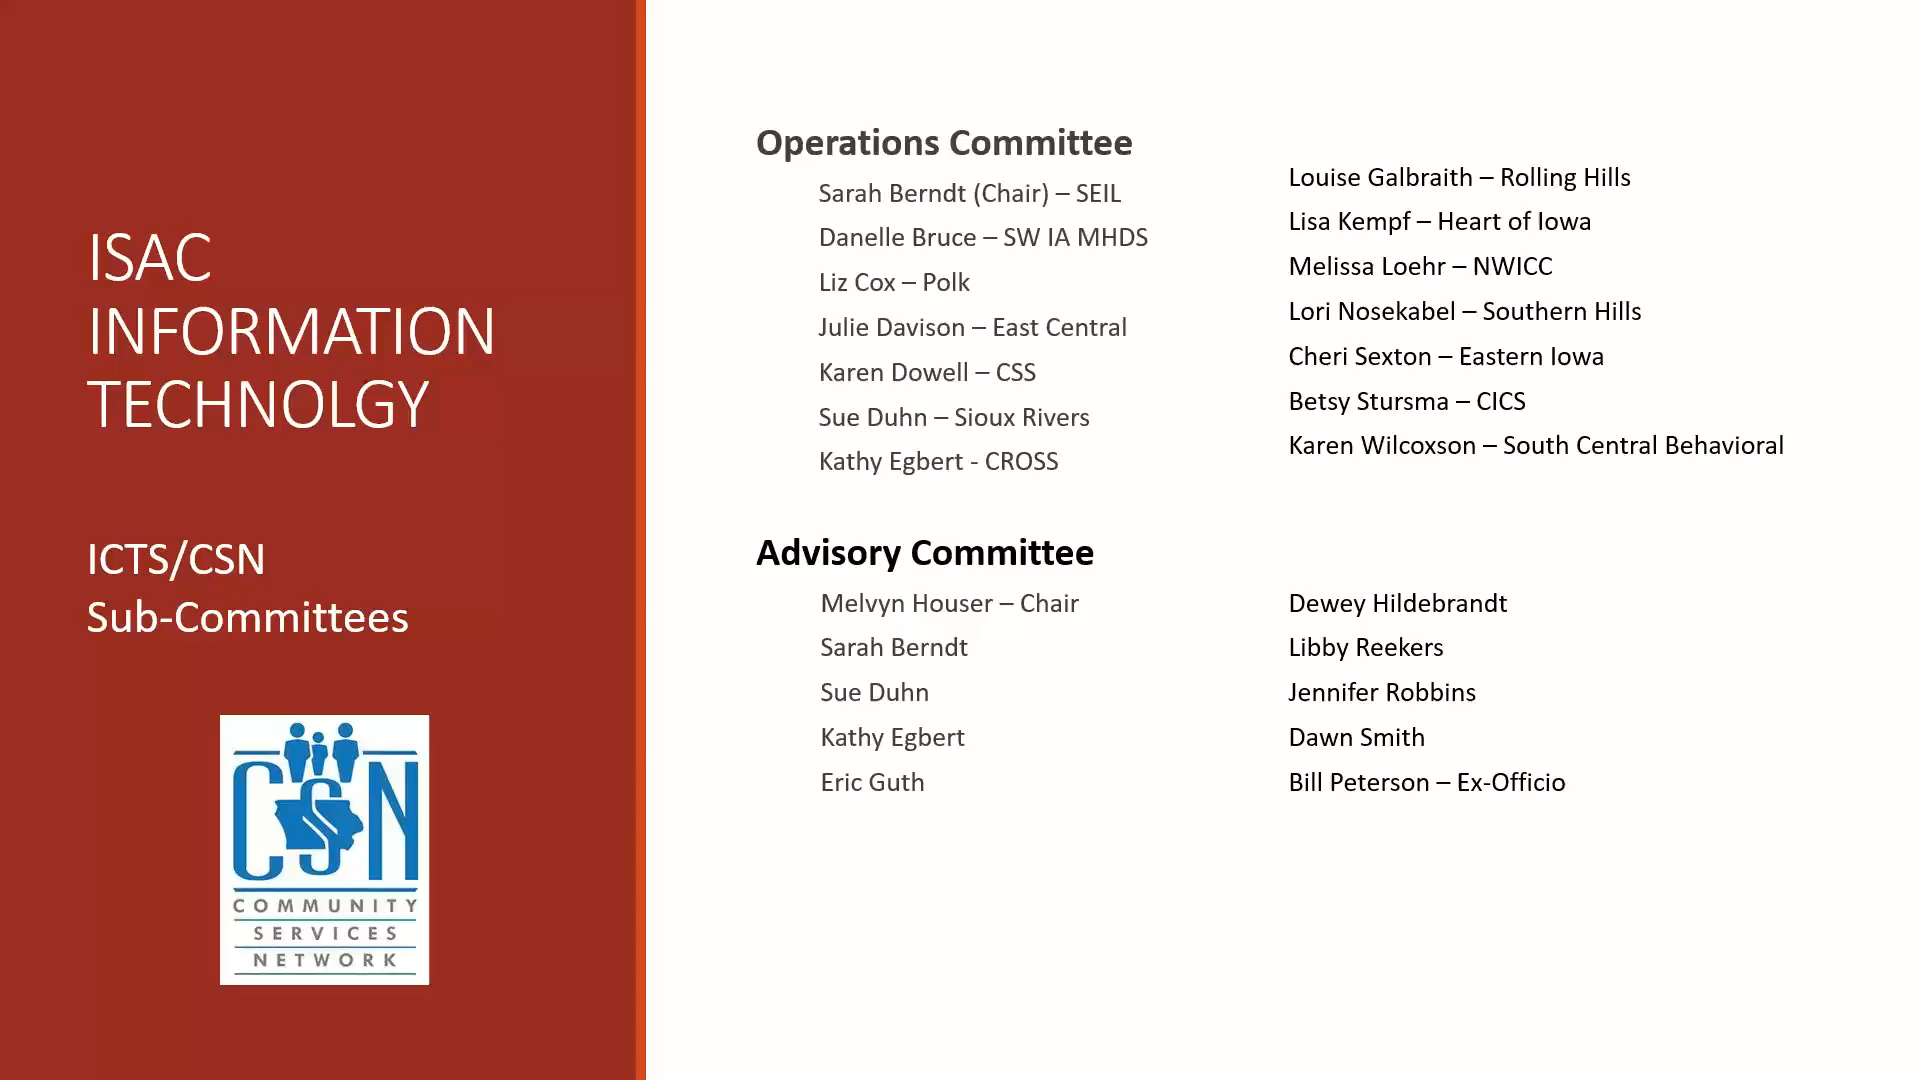 ISAC
INFORMATION
TECHNOLGY
ICTS/CSN
Sub-Committees
CSN
COMMUNITY
SERVICES
NETWORK
Operations Committee
Sarah Berndt (Chair) – SEIL
Danelle Bruce – SW IA MHDS
Liz Cox – Polk
Julie Davison – East Central
Karen Dowell – CSS
Sue Duhn – Sioux Rivers
Kathy Egbert - CROSS
Louise Galbraith – Rolling Hills
Lisa Kempf – Heart of Iowa
Melissa Loehr – NWICC
Lori Nosekabel – Southern Hills
Cheri Sexton – Eastern Iowa
Betsy Stursma – CICS
Karen Wilcoxson – South Central Behavioral
Advisory Committee
Melvyn Houser – Chair
Sarah Berndt
Sue Duhn
Kathy Egbert
Eric Guth
Dewey Hildebrandt
Libby Reekers
Jennifer Robbins
Dawn Smith
Bill Peterson – Ex-Officio